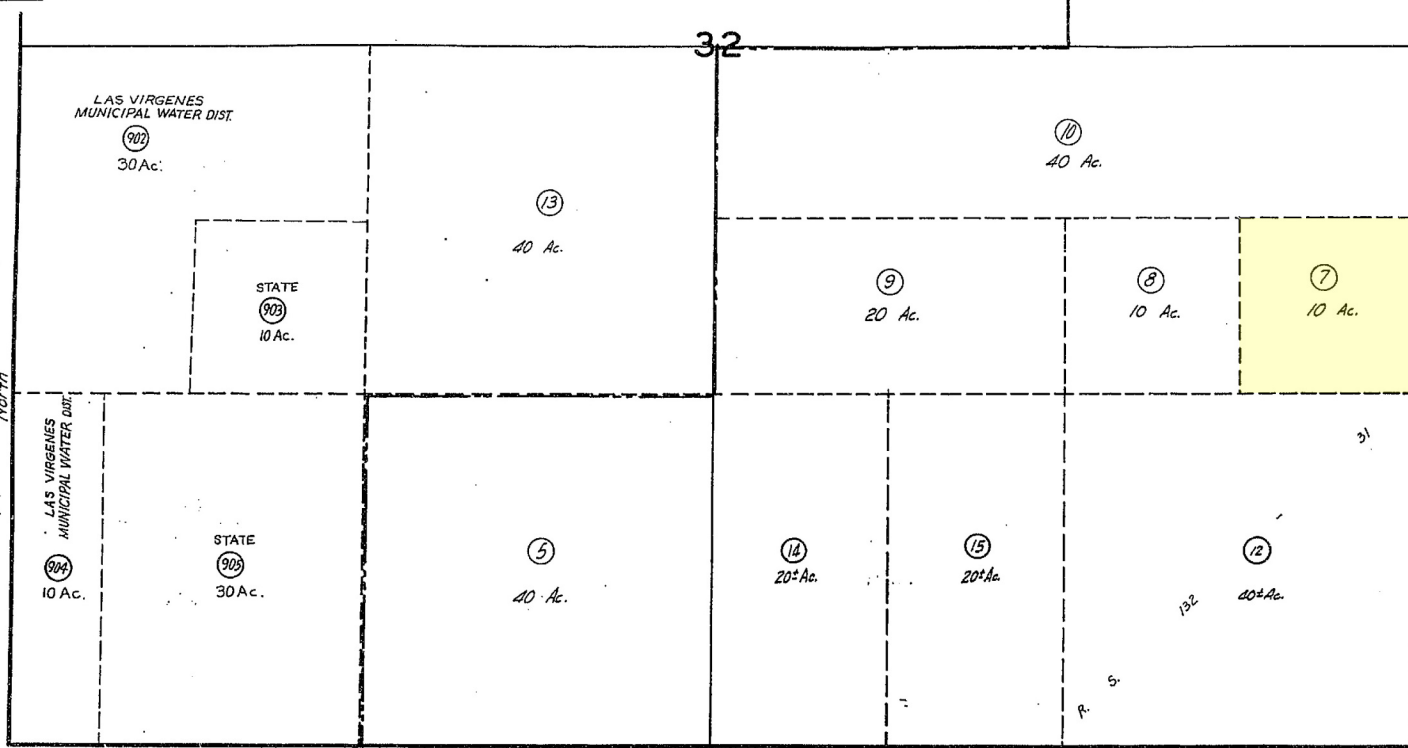 32
LAS VIRGENES
MUNICIPAL WATER DIST.
902
30 Ac.
13
40 Ac.
10
40 Ac.
STATE
903
10 Ac.
9
20 Ac.
8
10 Ac.
7
10 Ac.
LAS VIRGENES
MUNICIPAL WATER DIST.
904
10 Ac.
STATE
905
30 Ac.
5
40 Ac.
14
20± Ac.
15
20± Ac.
12
40± Ac.
R. S. 132 31